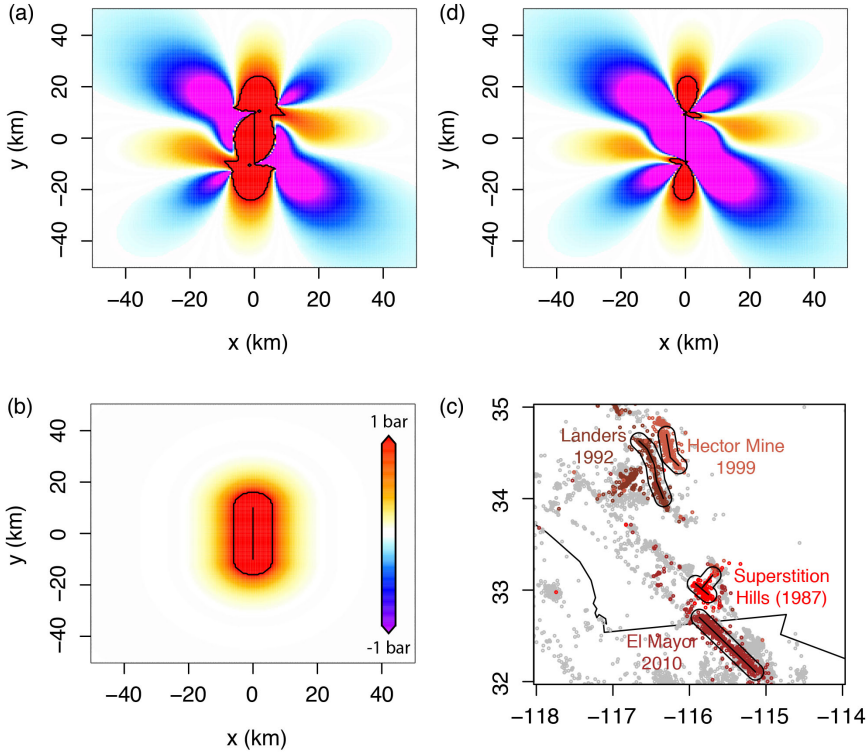 (a)
40
20
0
−20
−40
y (km)
−40 −20 0 20 40
x (km)
(d)
40
20
0
−20
−40
y (km)
−40 −20 0 20 40
x (km)
(b)
40
20
0
−20
−40
y (km)
1 bar
-1 bar
−40 −20 0 20 40
x (km)
(c)
35
34
33
32
Landers
1992
Hector Mine
1999
Superstition
Hills (1987)
El Mayor
2010
−118 −117 −116 −115 −114